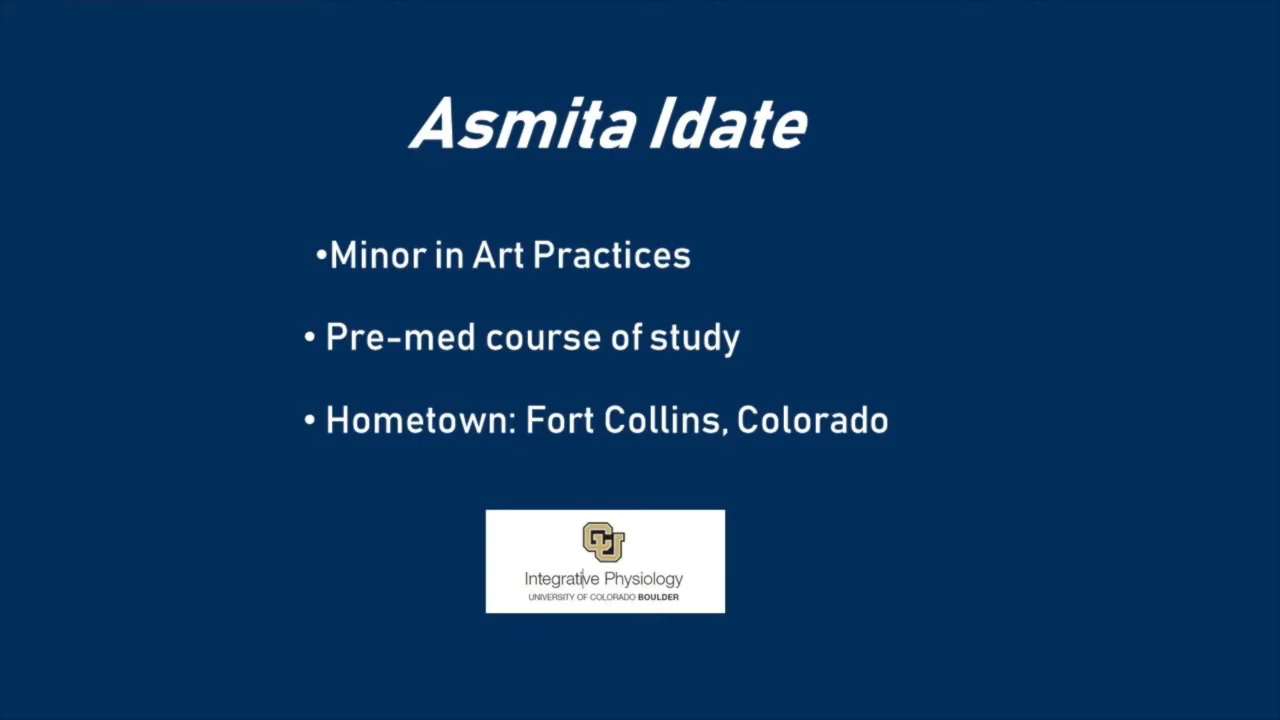 Asmita Idate
•Minor in Art Practices
• Pre-med course of study
• Hometown: Fort Collins, Colorado
CU
Integrative Physiology
UNIVERSITY OF COLORADO BOULDER